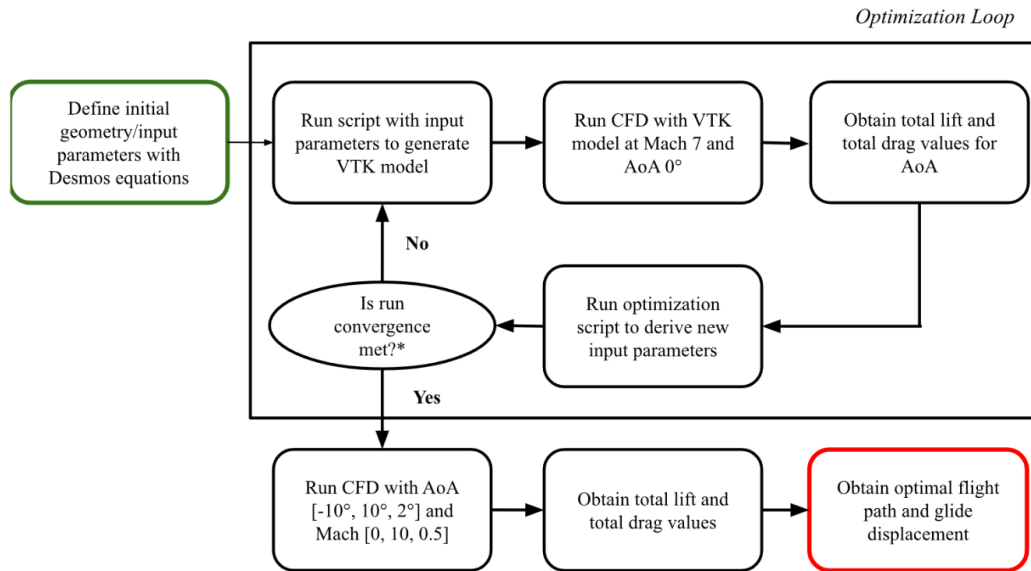 Optimization Loop
Define initial
geometry/input
parameters with
Desmos equations
Run script with input
parameters to generate
VTK model
Run CFD with VTK
model at Mach 7 and
AoA 0°
Obtain total lift and
total drag values for
AoA
No
Is run
convergence
met?*
Run optimization
script to derive new
input parameters
Yes
Run CFD with AoA
[-10°, 10°, 2°] and
Mach [0, 10, 0.5]
Obtain total lift and
total drag values
Obtain optimal flight
path and glide
displacement